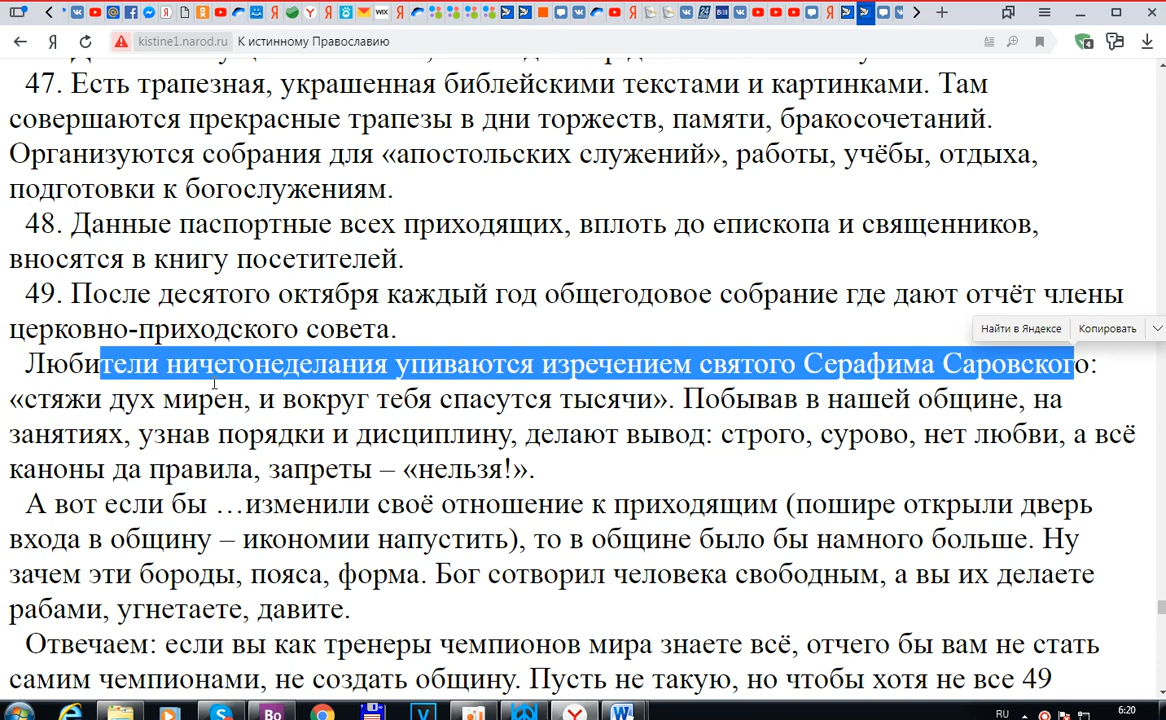 kistine1.narod.ru К истинному Православию
47. Есть трапезная, украшенная библейскими текстами и картинками. Там
совершаются прекрасные трапезы в дни торжеств, памяти, бракосочетаний.
Организуются собрания для «апостольских служений», работы, учёбы, отдыха,
подготовки к богослужениям.
48. Данные паспортные всех приходящих, вплоть до епископа и священников,
вносятся в книгу посетителей.
49. После десятого октября каждый год общегодовое собрание где дают отчёт члены
церковно-приходского совета.
Найти в Яндексе Копировать
Любители ничегонеделания упиваются изречением святого Серафима Саровского:
«стяжи дух мирен, и вокруг тебя спасутся тысячи». Побывав в нашей общине, на
занятиях, узнав порядки и дисциплину, делают вывод: строго, сурово, нет любви, а всё
каноны да правила, запреты – «нельзя!».
А вот если бы …изменили своё отношение к приходящим (пошире открыли дверь
входа в общину – икономии напустить), то в общине было бы намного больше. Ну
зачем эти бороды, пояса, форма. Бог сотворил человека свободным, а вы их делаете
рабами, угнетаете, давите.
Отвечаем: если вы как тренеры чемпионов мира знаете всё, отчего бы вам не стать
самим чемпионами, не создать общину. Пусть не такую, но чтобы хотя не все 49
RU 6:20